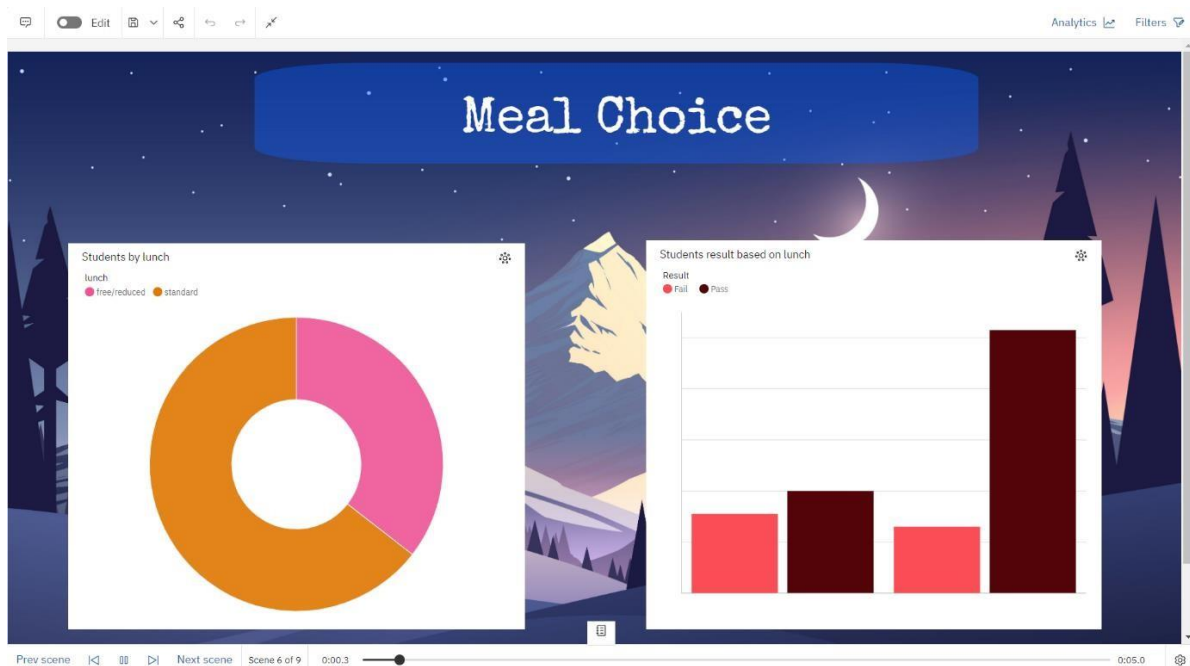 Edit
Analytics
Filters
Meal Choice
Students by lunch
lunch
free/reduced
standard
Students result based on lunch
Result
Fail
Pass
Prev scene
Next scene
Scene 6 of 9
0:00.3
0:05.0